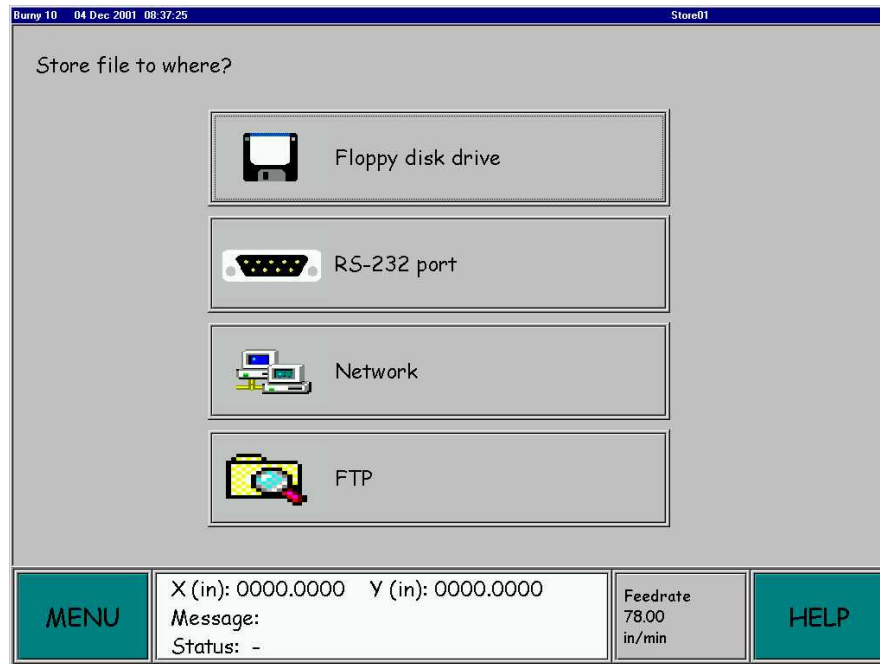 Burny 10 04 Dec 2001 08:37:25 Store01
Store file to where?
Floppy disk drive
RS-232 port
Network
FTP
MENU
X (in): 0000.0000 Y (in): 0000.0000
Message:
Status: -
Feedrate
78.00
in/min
HELP